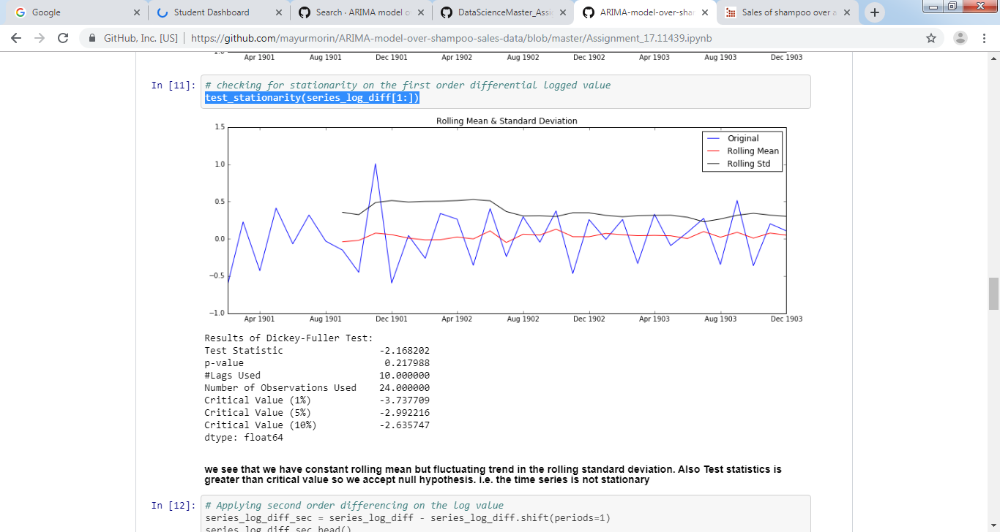 Google
Student Dashboard
Search · ARIMA model o
DataScienceMaster_Assi
ARIMA-model-over-sha
Sales of shampoo over a
GitHub, Inc. [US] | https://github.com/mayurmorin/ARIMA-model-over-shampoo-sales-data/blob/master/Assignment_17.11439.ipynb
Apr 1901 Aug 1901 Dec 1901 Apr 1902 Aug 1902 Dec 1902 Apr 1903 Aug 1903 Dec 1903
In [11]: # checking for stationarity on the first order differential logged value
test_stationarity(series_log_diff[1:])
Rolling Mean & Standard Deviation
1.5
Original
Rolling Mean
Rolling Std
1.0
0.5
0.0
−0.5
−1.0
Apr 1901 Aug 1901 Dec 1901 Apr 1902 Aug 1902 Dec 1902 Apr 1903 Aug 1903 Dec 1903
Results of Dickey-Fuller Test:
Test Statistic -2.168202
p-value 0.217988
#Lags Used 10.000000
Number of Observations Used 24.000000
Critical Value (1%) -3.737709
Critical Value (5%) -2.992216
Critical Value (10%) -2.635747
dtype: float64
we see that we have constant rolling mean but fluctuating trend in the rolling standard deviation. Also Test statistics is
greater than critical value so we accept null hypothesis. i.e. the time series is not stationary
In [12]: # Applying second order differencing on the log value
series_log_diff_sec = series_log_diff - series_log_diff.shift(periods=1)
series_log_diff_sec.head()